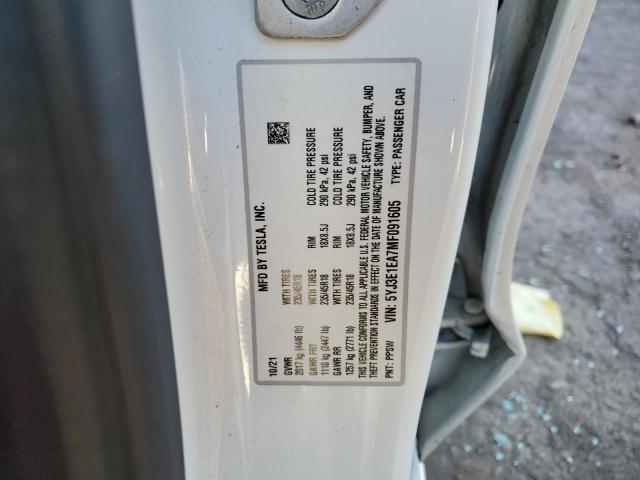 MFD BY TESLA, INC.
10/21
GVWR
2017 kg (4446 lb)
GAWR FRT WITH TIRES RIM COLD TIRE PRESSURE
1110 kg (2447 lb) 235/45R18 18X8.5J 290 kPa, 42 psi
GAWR RR WITH TIRES RIM COLD TIRE PRESSURE
1257 kg (2771 lb) 235/45R18 18X8.5J 290 kPa, 42 psi
THIS VEHICLE CONFORMS TO ALL APPLICABLE U.S. FEDERAL MOTOR VEHICLE SAFETY, BUMPER, AND
THEFT PREVENTION STANDARDS IN EFFECT ON THE DATE OF MANUFACTURE SHOWN ABOVE.
VIN: 5YJ3E1EA7MF091605 TYPE: PASSENGER CAR
PNT: PPSW